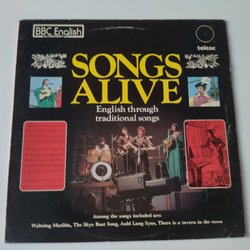 BBC English
teleac
SONGS
ALIVE
English through
traditional songs
Among the songs included are:
Waltzing Matilda, The Skye Boat Song, Auld Lang Syne, There is a tavern in the town